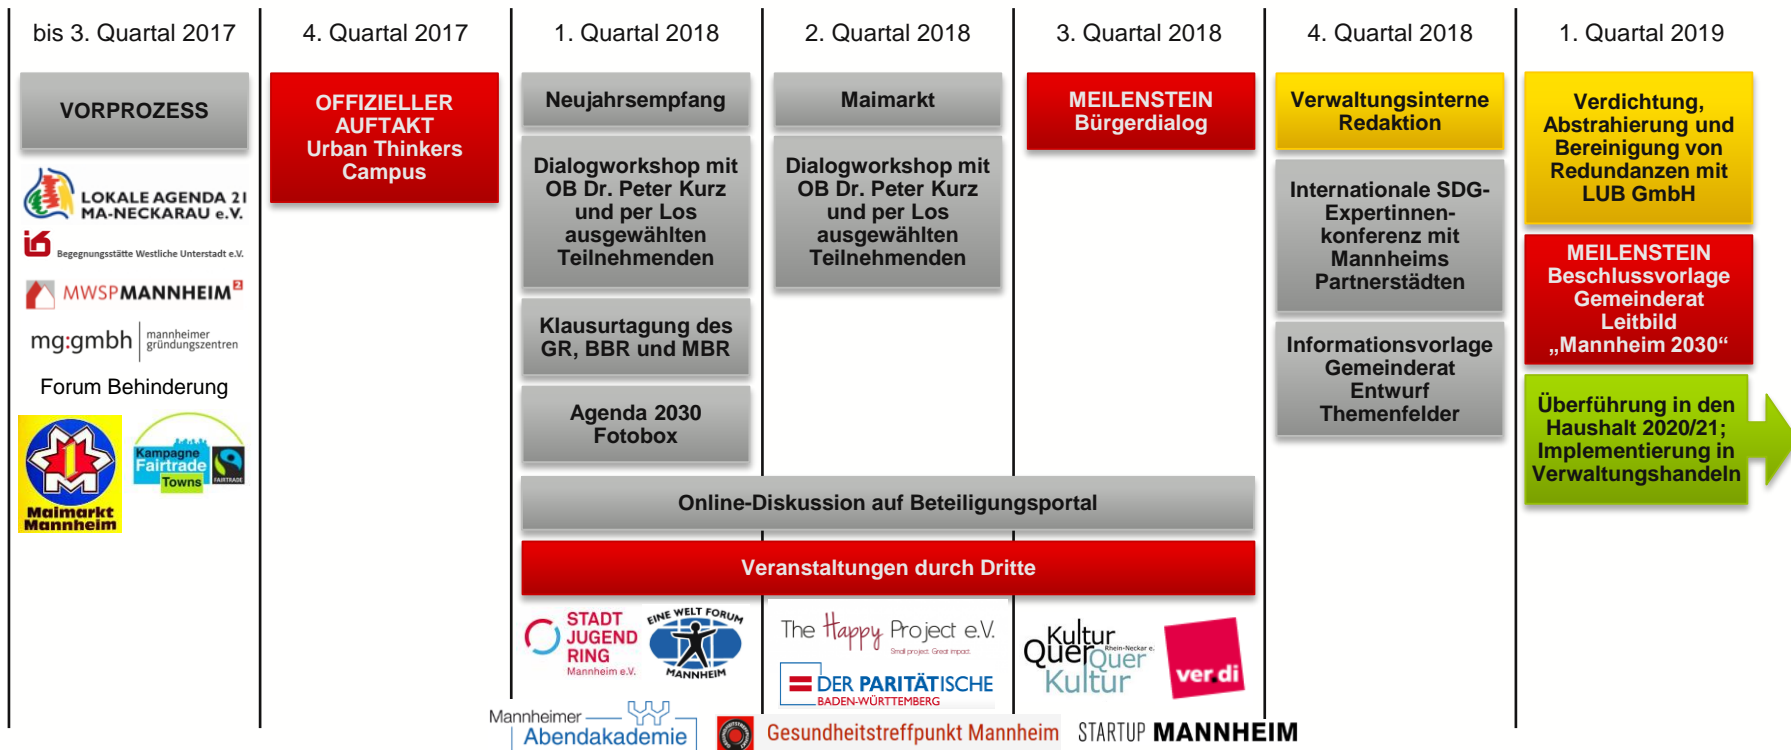 bis 3. Quartal 2017
VORPROZESS
LOKALE AGENDA 21
MA-NECKARAU e.V.
Begegnungsstätte Westliche Unterstadt e.V.
MWSPMANNHEIM²
mg:gmbh
mannheimer
gründungszentren
Forum Behinderung
Maimarkt
Mannheim
Kampagne
Fairtrade
Towns
FAIRTRADE
4. Quartal 2017
OFFIZIELLER
AUFTAKT
Urban Thinkers
Campus
1. Quartal 2018
Neujahrsempfang
Dialogworkshop mit
OB Dr. Peter Kurz
und per Los
ausgewählten
Teilnehmenden
Klausurtagung des
GR, BBR und MBR
Agenda 2030
Fotobox
2. Quartal 2018
Maimarkt
Dialogworkshop mit
OB Dr. Peter Kurz
und per Los
ausgewählten
Teilnehmenden
3. Quartal 2018
MEILENSTEIN
Bürgerdialog
Online-Diskussion auf Beteiligungsportal
Veranstaltungen durch Dritte
STADT
JUGEND
RING
Mannheim e.V.
EINE WELT FORUM
MANNHEIM
The Happy Project e.V.
Small project. Great impact.
DER PARITÄTISCHE
BADEN-WÜRTTEMBERG
Kultur
Rhein-Neckar e.
Quer
Quer
Kultur
ver.di
Mannheimer
Abendakademie
Gesundheitstreffpunkt Mannheim
STARTUP MANNHEIM
4. Quartal 2018
Verwaltungsinterne
Redaktion
Internationale SDG-
Expertinnen-
konferenz mit
Mannheims
Partnerstädten
Informationsvorlage
Gemeinderat
Entwurf
Themenfelder
1. Quartal 2019
Verdichtung,
Abstrahierung und
Bereinigung von
Redundanzen mit
LUB GmbH
MEILENSTEIN
Beschlussvorlage
Gemeinderat
Leitbild
„Mannheim 2030“
Überführung in den
Haushalt 2020/21;
Implementierung in
Verwaltungshandeln